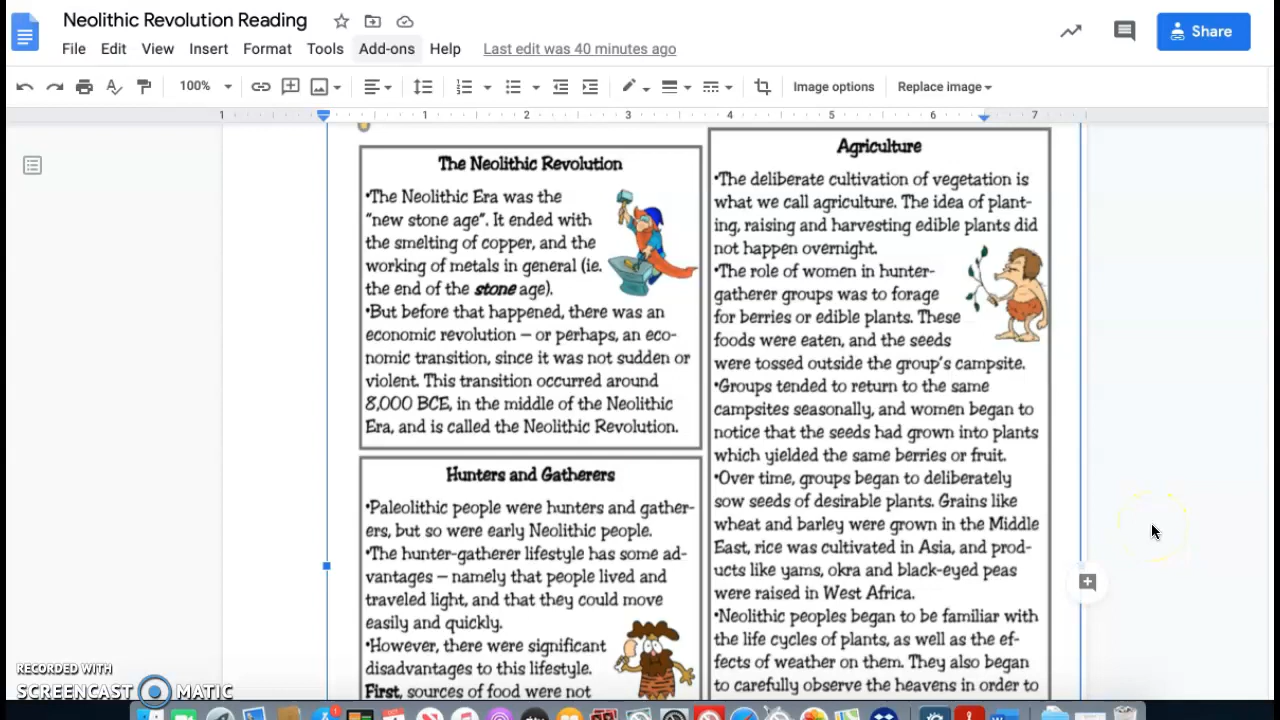 Neolithic Revolution Reading
File Edit View Insert Format Tools Add-ons Help Last edit was 40 minutes ago
Share
100%
Image options
Replace image
1 1 2 3 4 5 6 7
The Neolithic Revolution
•The Neolithic Era was the
“new stone age”. It ended with
the smelting of copper, and the
working of metals in general (ie.
the end of the stone age).
•But before that happened, there was an
economic revolution – or perhaps, an eco-
nomic transition, since it was not sudden or
violent. This transition occurred around
8,000 BCE, in the middle of the Neolithic
Era, and is called the Neolithic Revolution.
Hunters and Gatherers
•Paleolithic people were hunters and gather-
ers, but so were early Neolithic people.
•The hunter-gatherer lifestyle has some ad-
vantages – namely that people lived and
traveled light, and that they could move
easily and quickly.
•However, there were significant
disadvantages to this lifestyle.
First, sources of food were not
Agriculture
•The deliberate cultivation of vegetation is
what we call agriculture. The idea of plant-
ing, raising and harvesting edible plants did
not happen overnight.
•The role of women in hunter-
gatherer groups was to forage
for berries or edible plants. These
foods were eaten, and the seeds
were tossed outside the group’s campsite.
•Groups tended to return to the same
campsites seasonally, and women began to
notice that the seeds had grown into plants
which yielded the same berries or fruit.
•Over time, groups began to deliberately
sow seeds of desirable plants. Grains like
wheat and barley were grown in the Middle
East, rice was cultivated in Asia, and prod-
ucts like yams, okra and black-eyed peas
were raised in West Africa.
•Neolithic peoples began to be familiar with
the life cycles of plants, as well as the ef-
fects of weather on them. They also began
to carefully observe the heavens in order to
RECORDED WITH
SCREENCAST MATIC